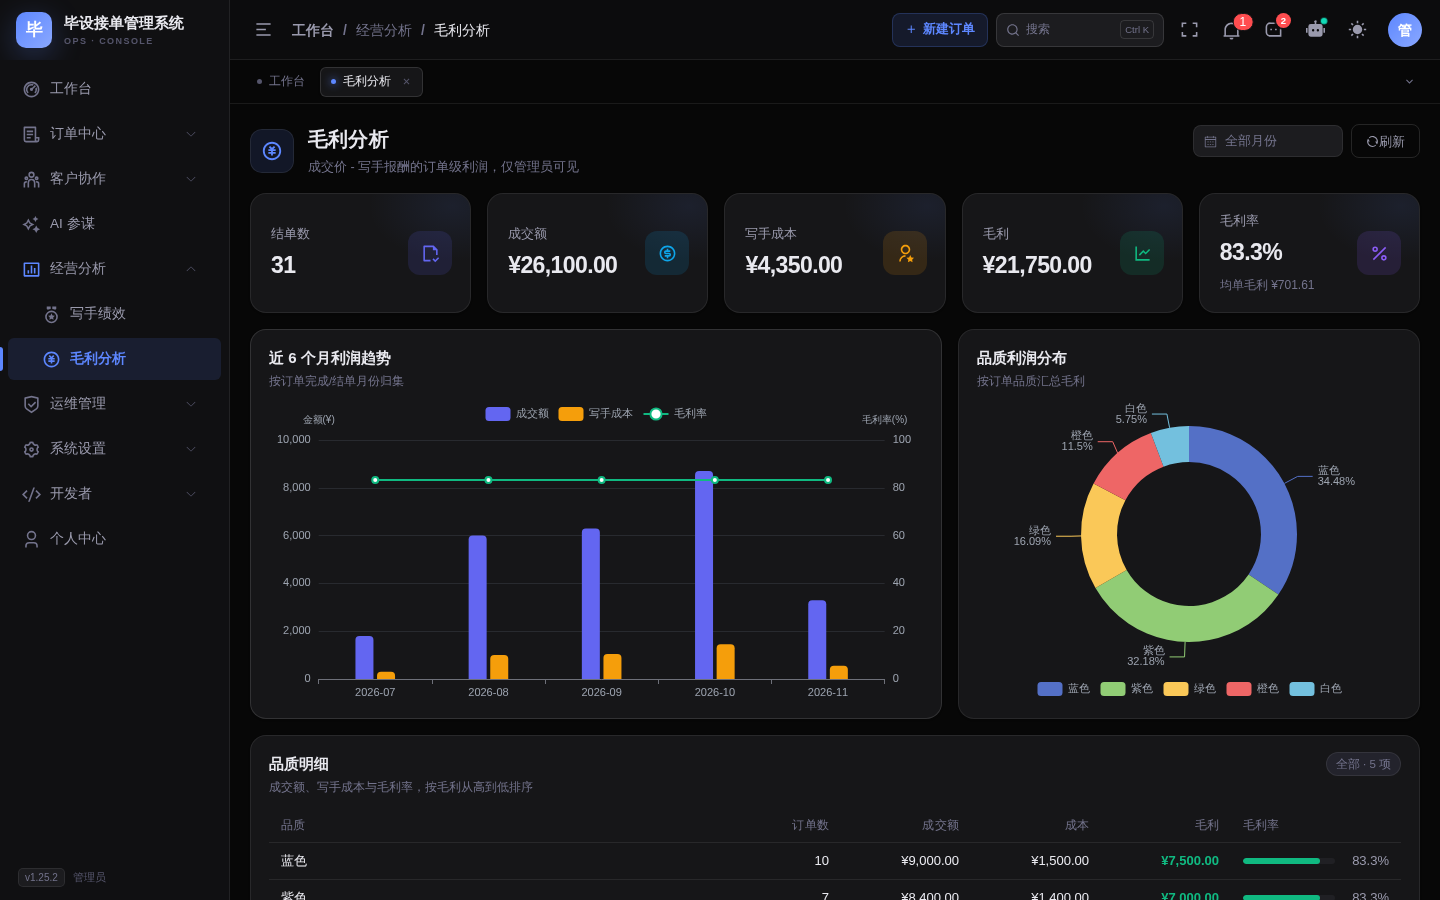 毕
毕设接单管理系统
OPS · CONSOLE
工作台
订单中心
客户协作
AI 参谋
经营分析
写手绩效
毛利分析
运维管理
系统设置
开发者
个人中心
v1.25.2 管理员
工作台 / 经营分析 / 毛利分析
+ 新建订单
搜索 Ctrl K
1
2
管
工作台
毛利分析 ×
毛利分析
成交价 - 写手报酬的订单级利润，仅管理员可见
全部月份
刷新
结单数
31
成交额
¥26,100.00
写手成本
¥4,350.00
毛利
¥21,750.00
毛利率
83.3%
均单毛利 ¥701.61
近 6 个月利润趋势
按订单完成/结单月份归集
成交额 写手成本 毛利率
金额(¥) 毛利率(%)
10,000 100
8,000 80
6,000 60
4,000 40
2,000 20
0 0
2026-07 2026-08 2026-09 2026-10 2026-11
品质利润分布
按订单品质汇总毛利
白色
5.75%
橙色
11.5%
蓝色
34.48%
绿色
16.09%
紫色
32.18%
蓝色 紫色 绿色 橙色 白色
品质明细
成交额、写手成本与毛利率，按毛利从高到低排序
全部 · 5 项
品质 订单数 成交额 成本 毛利 毛利率
蓝色 10 ¥9,000.00 ¥1,500.00 ¥7,500.00 83.3%
紫色 7 ¥8,400.00 ¥1,400.00 ¥7,000.00 83.3%